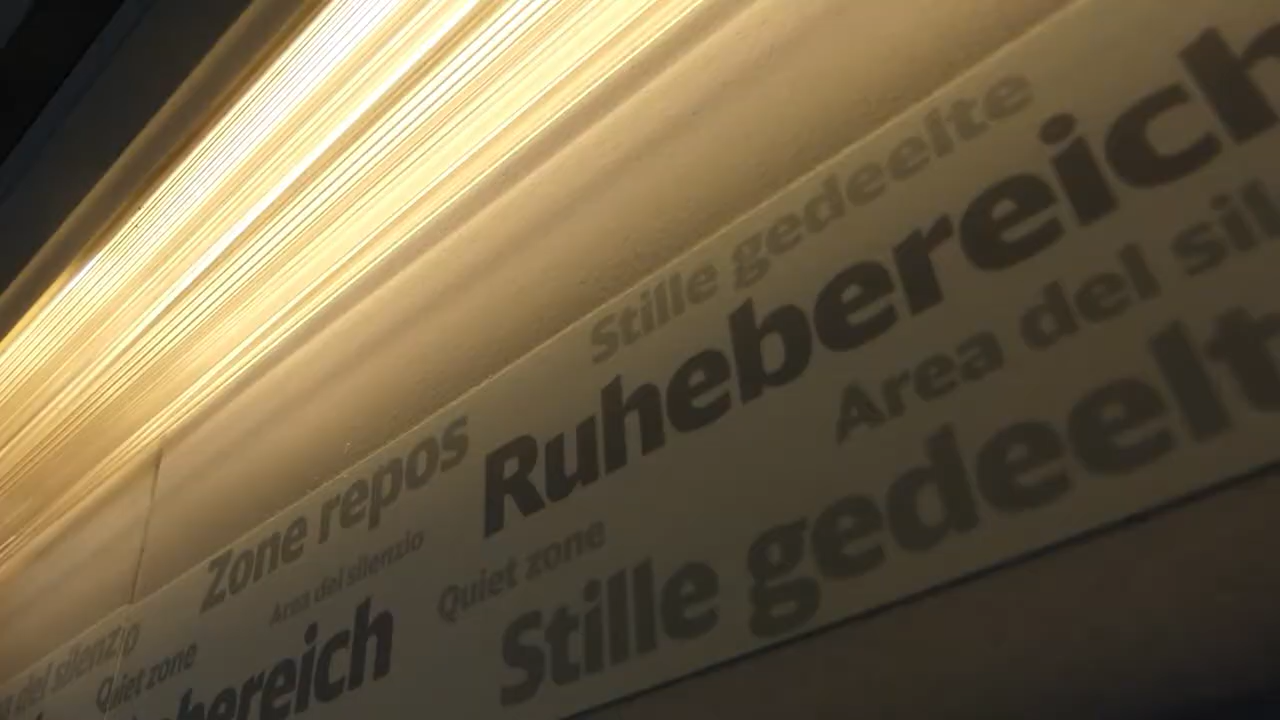 Stille gedeelte
Ruhebereich
Area del sil
Zone repos
Area del silenzio
Quiet zone
Stille gedeelt
del silenzio
Quiet zone
bereich